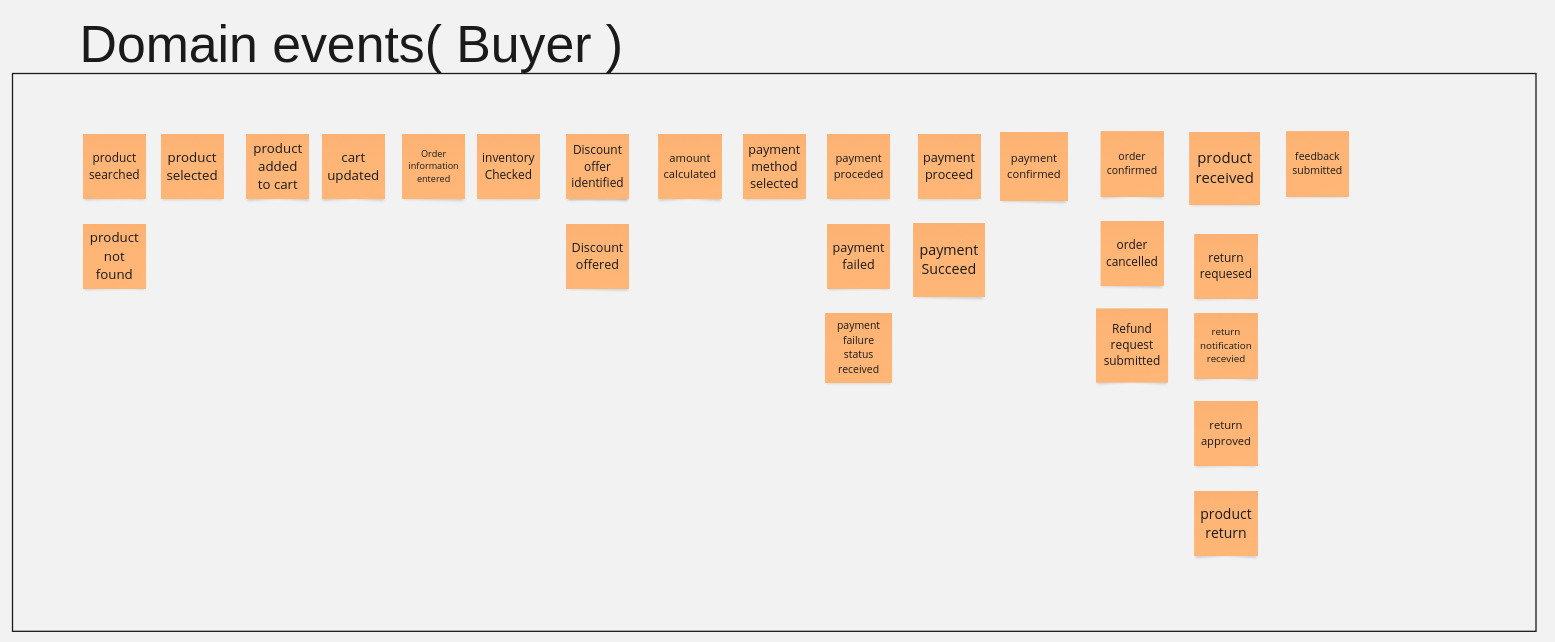 Domain events( Buyer )
product
searched
product
selected
product
added
to cart
cart
updated
Order
information
entered
inventory
Checked
Discount
offer
identified
amount
calculated
payment
method
selected
payment
proceded
payment
proceed
payment
confirmed
order
confirmed
product
received
feedback
submitted
product
not
found
Discount
offered
payment
failed
payment
Succeed
order
cancelled
return
requesed
payment
failure
status
received
Refund
request
submitted
return
notification
recevied
return
approved
product
return